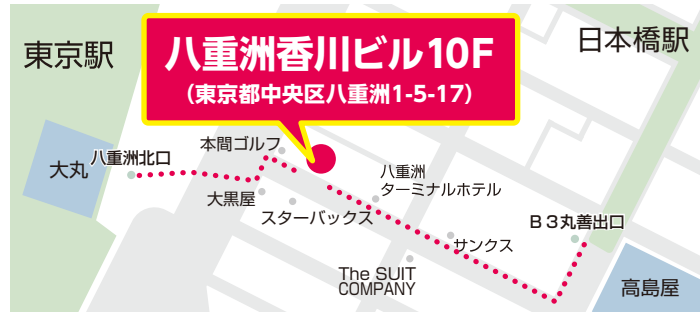 東京駅
八重洲香川ビル10F
（東京都中央区八重洲1-5-17）
日本橋駅
本間ゴルフ
八重洲北口
大丸
大黒屋
スターバックス
八重洲
ターミナルホテル
サンクス
B3丸善出口
The SUIT
COMPANY
高島屋